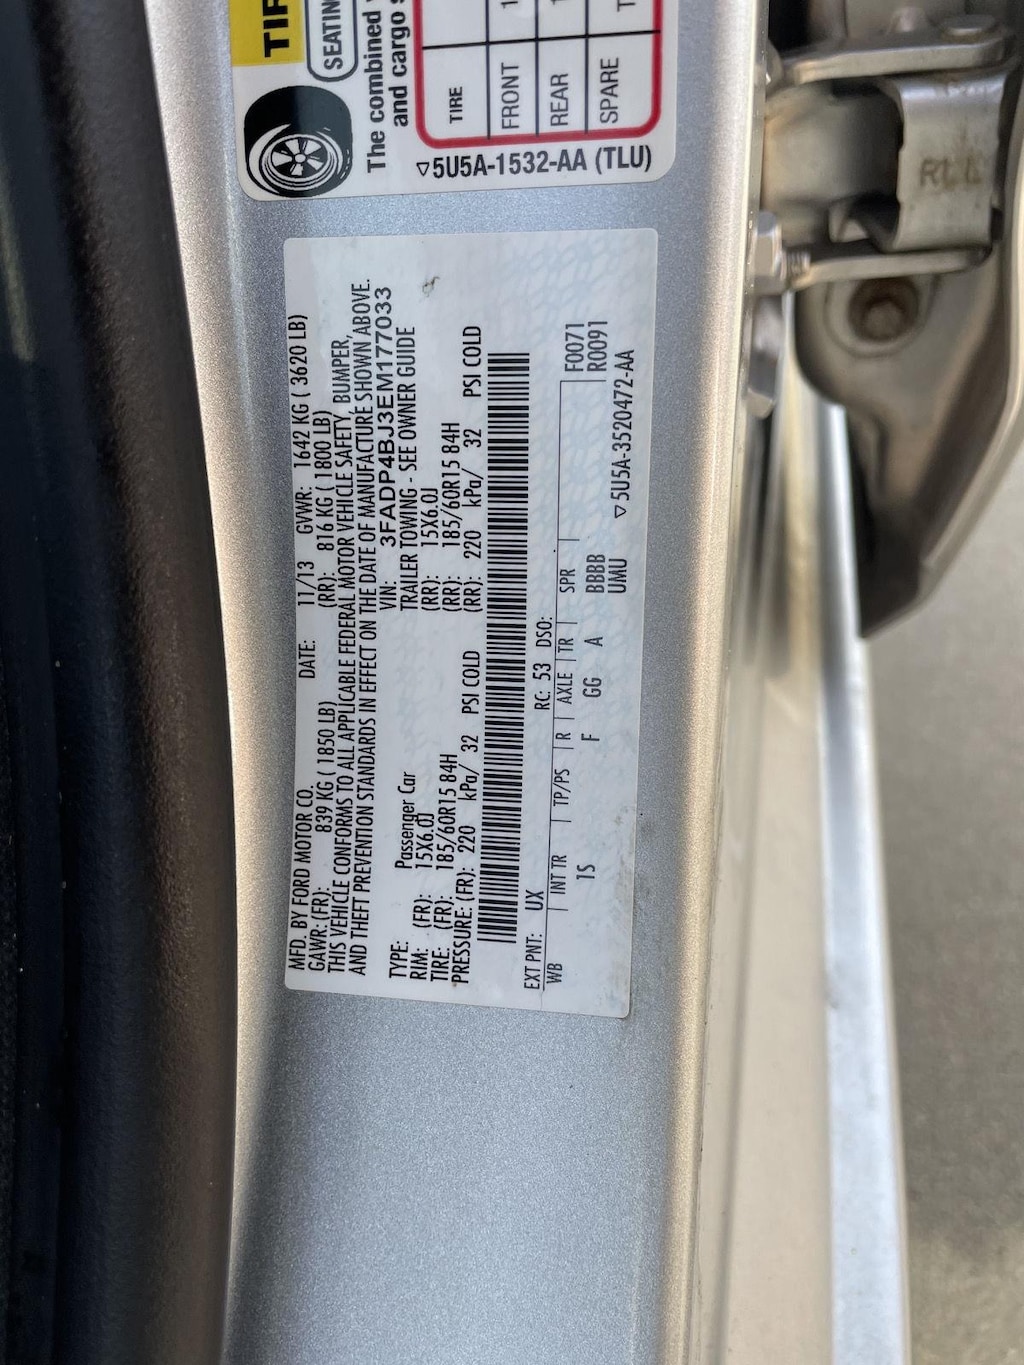 MFD. BY FORD MOTOR CO. DATE: 11/13 GVWR: 1642 KG ( 3620 LB)
GAWR: (FR): 839 KG ( 1850 LB) (RR): 816 KG ( 1800 LB)
THIS VEHICLE CONFORMS TO ALL APPLICABLE FEDERAL MOTOR VEHICLE SAFETY, BUMPER,
AND THEFT PREVENTION STANDARDS IN EFFECT ON THE DATE OF MANUFACTURE SHOWN ABOVE.
VIN: 3FADP4BJ3EM177033
TYPE: Passenger Car TRAILER TOWING - SEE OWNER GUIDE
RIM: (FR): 15X6.0J (RR): 15X6.0J
TIRE: (FR): 185/60R15 84H (RR): 185/60R15 84H
PRESSURE: (FR): 220 kPa/ 32 PSI COLD (RR): 220 kPa/ 32 PSI COLD
EXT PNT: UX RC: 53 DSO:
WB | INT TR | TP/PS | R | AXLE | TR | SPR | F0071
1S F GG A BBBB R0091
UMU
▽ 5U5A-3520472-AA
TIR
SEATIN
The combined
and cargo s
TIRE
FRONT 1
REAR 1
SPARE T
▽5U5A-1532-AA (TLU)